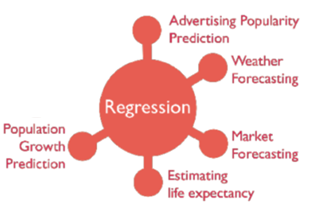 Advertising Popularity
Prediction
Weather
Forecasting
Regression
Population
Growth
Prediction
Market
Forecasting
Estimating
life expectancy